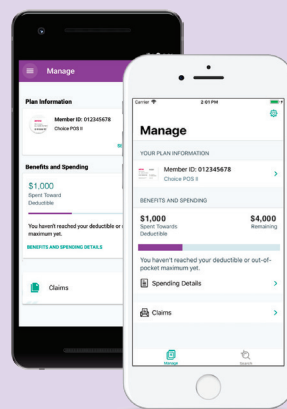 Manage
Plan Information
Member ID: 012345678
Choice POS II
Benefits and Spending
$1,000
Spent Toward
Deductible
You haven't reached your deductible or
maximum yet.
BENEFITS AND SPENDING DETAILS
Claims
Carrier
2:01 PM
Manage
YOUR PLAN INFORMATION
Member ID: 012345678
Choice POS II
BENEFITS AND SPENDING
$1,000 $4,000
Spent Towards Remaining
Deductible
You haven't reached your deductible or out-of-
pocket maximum yet.
Spending Details
Claims
Manage Search